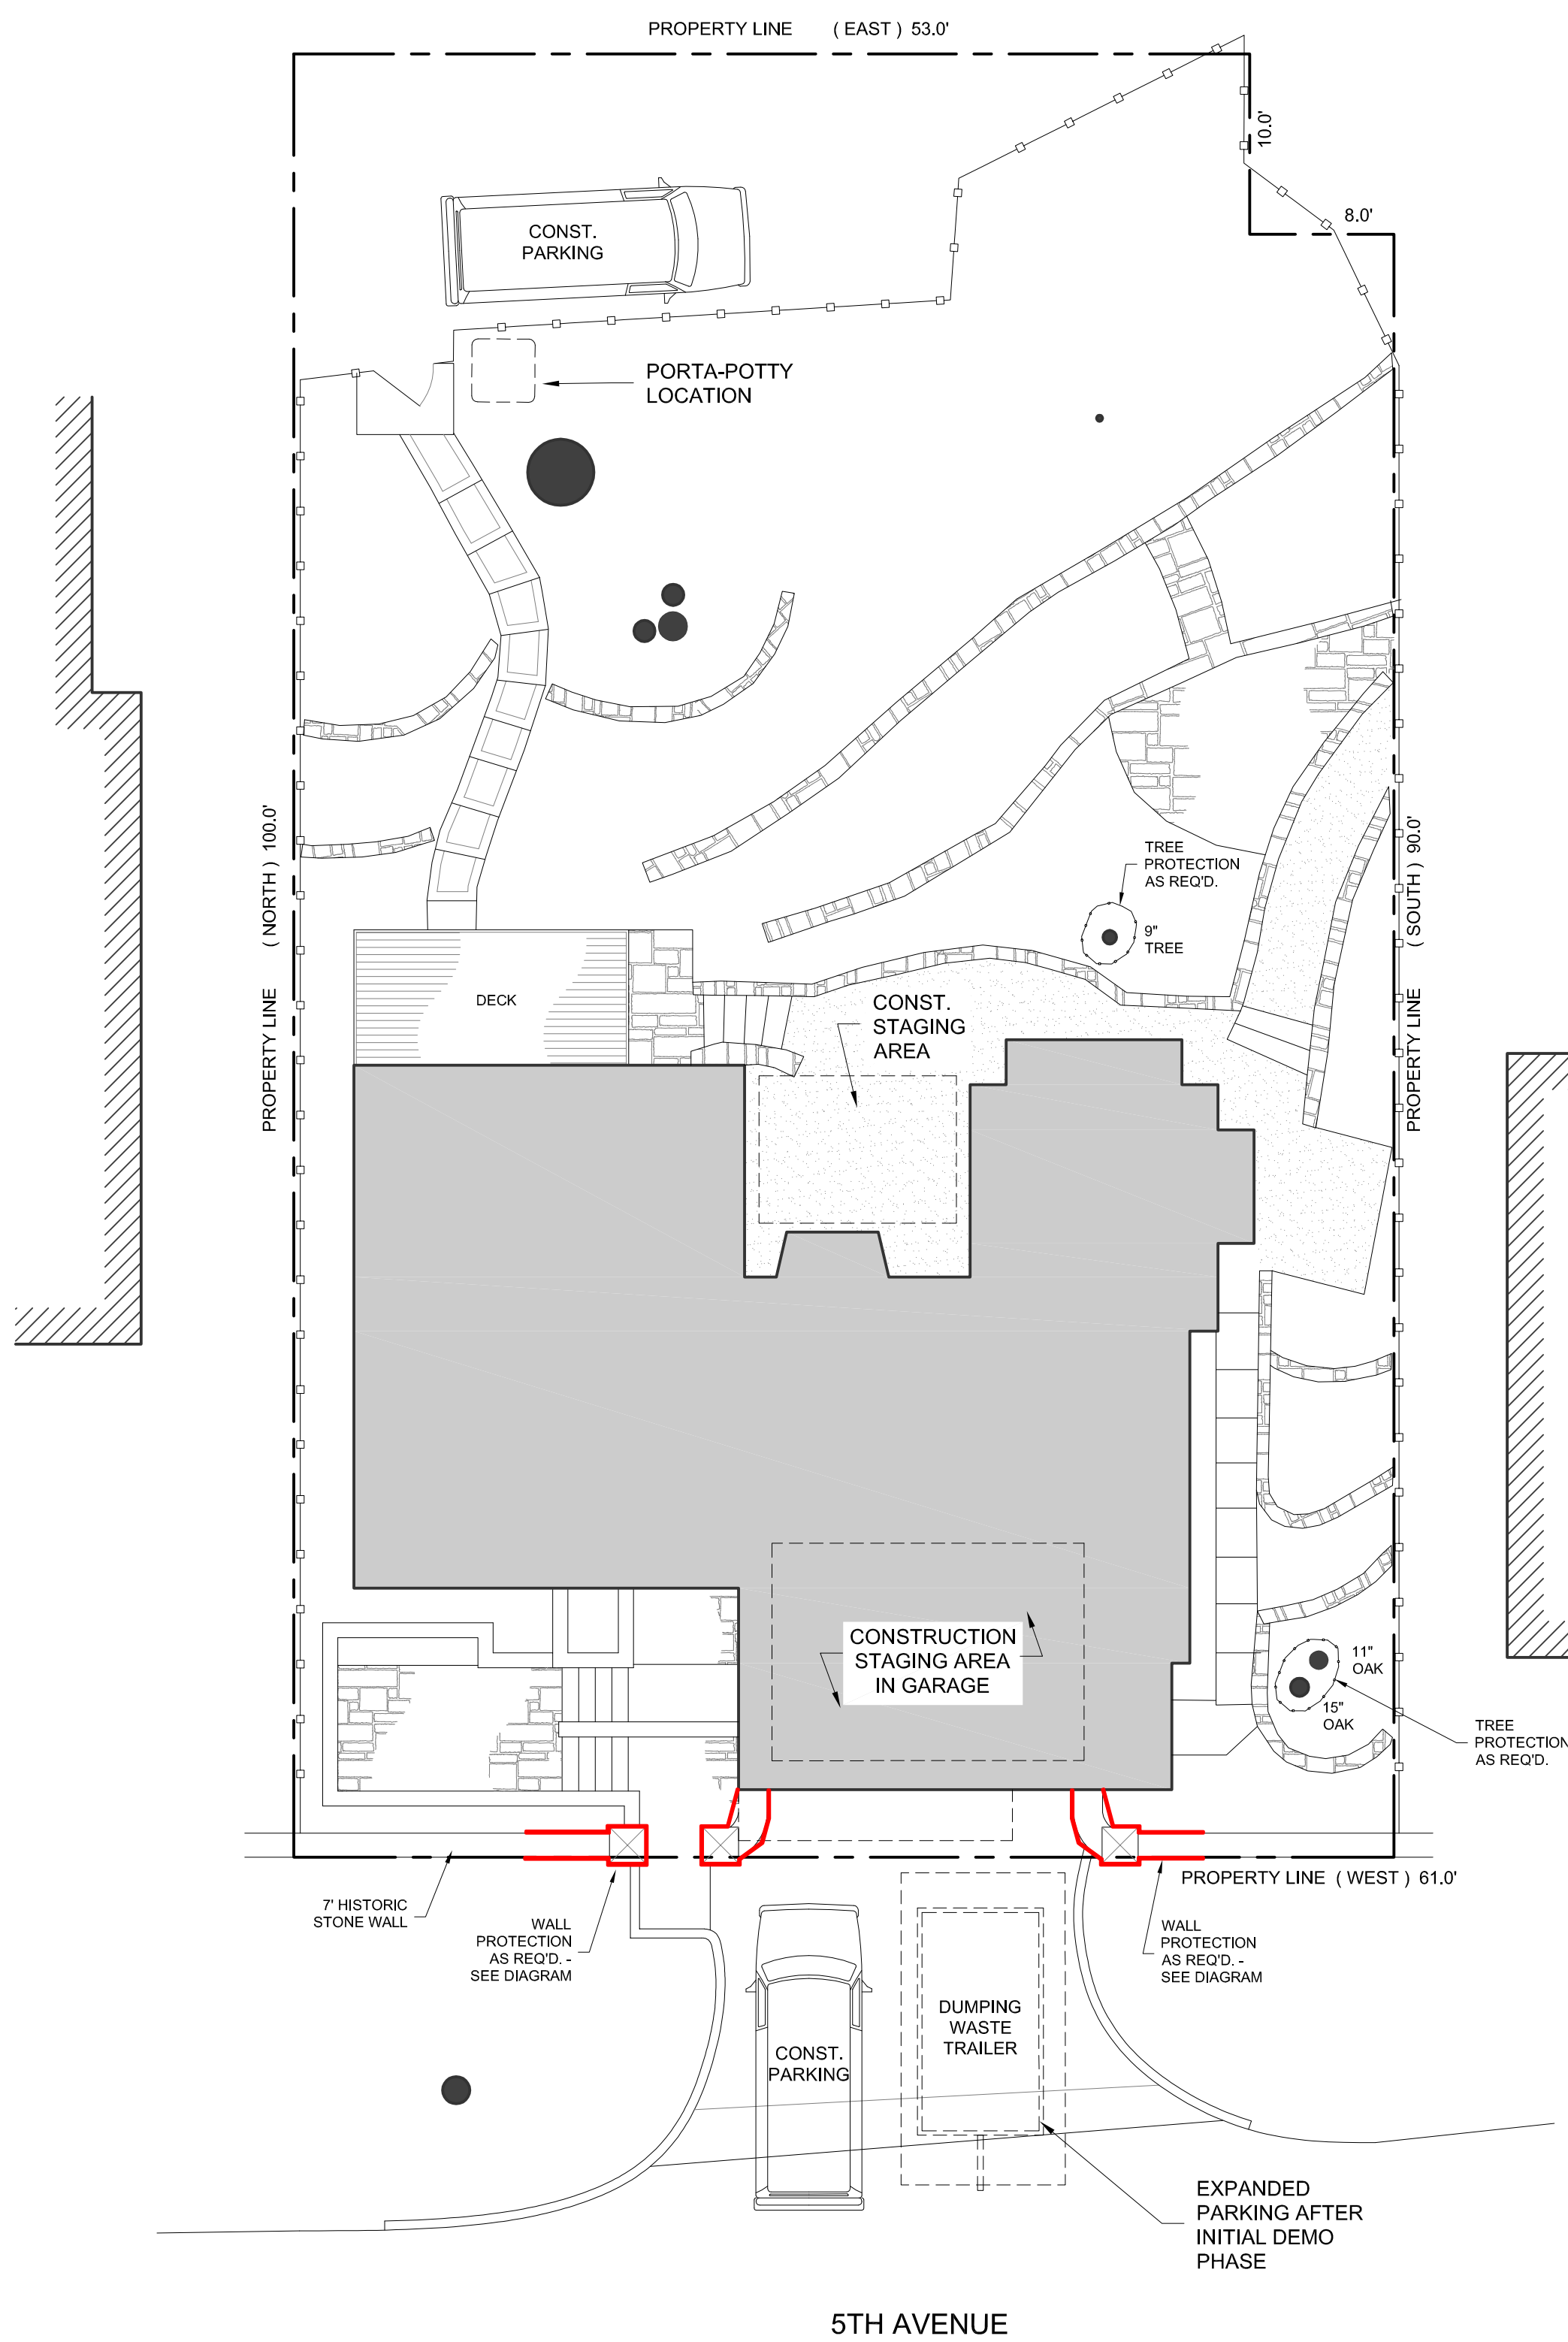 PROPERTY LINE ( EAST ) 53.0'
10.0'
8.0'
CONST.
PARKING
PORTA-POTTY
LOCATION
PROPERTY LINE ( NORTH ) 100.0'
PROPERTY LINE ( SOUTH ) 90.0'
TREE
PROTECTION
AS REQ'D.
9"
TREE
DECK
CONST.
STAGING
AREA
CONSTRUCTION
STAGING AREA
IN GARAGE
11"
OAK
15"
OAK
TREE
PROTECTION
AS REQ'D.
PROPERTY LINE ( WEST ) 61.0'
7' HISTORIC
STONE WALL
WALL
PROTECTION
AS REQ'D. -
SEE DIAGRAM
WALL
PROTECTION
AS REQ'D. -
SEE DIAGRAM
CONST.
PARKING
DUMPING
WASTE
TRAILER
EXPANDED
PARKING AFTER
INITIAL DEMO
PHASE
5TH AVENUE